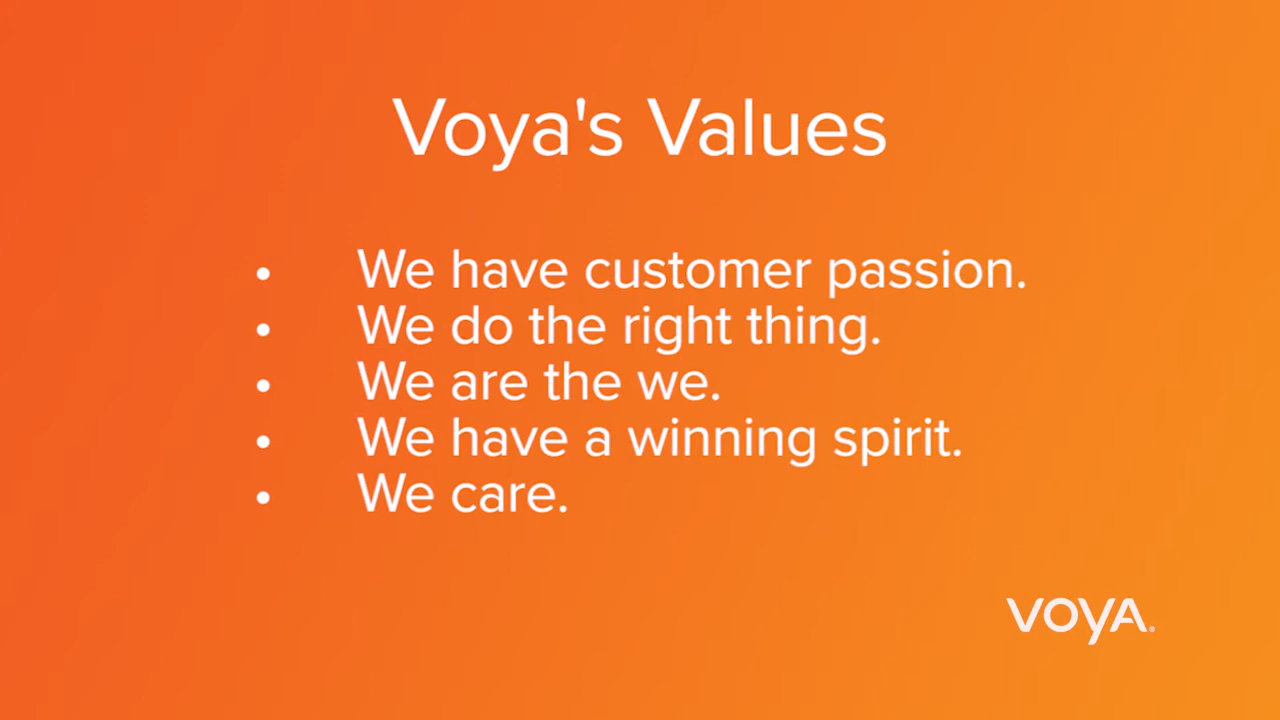 Voya's Values
• We have customer passion.
• We do the right thing.
• We are the we.
• We have a winning spirit.
• We care.
VOYA®